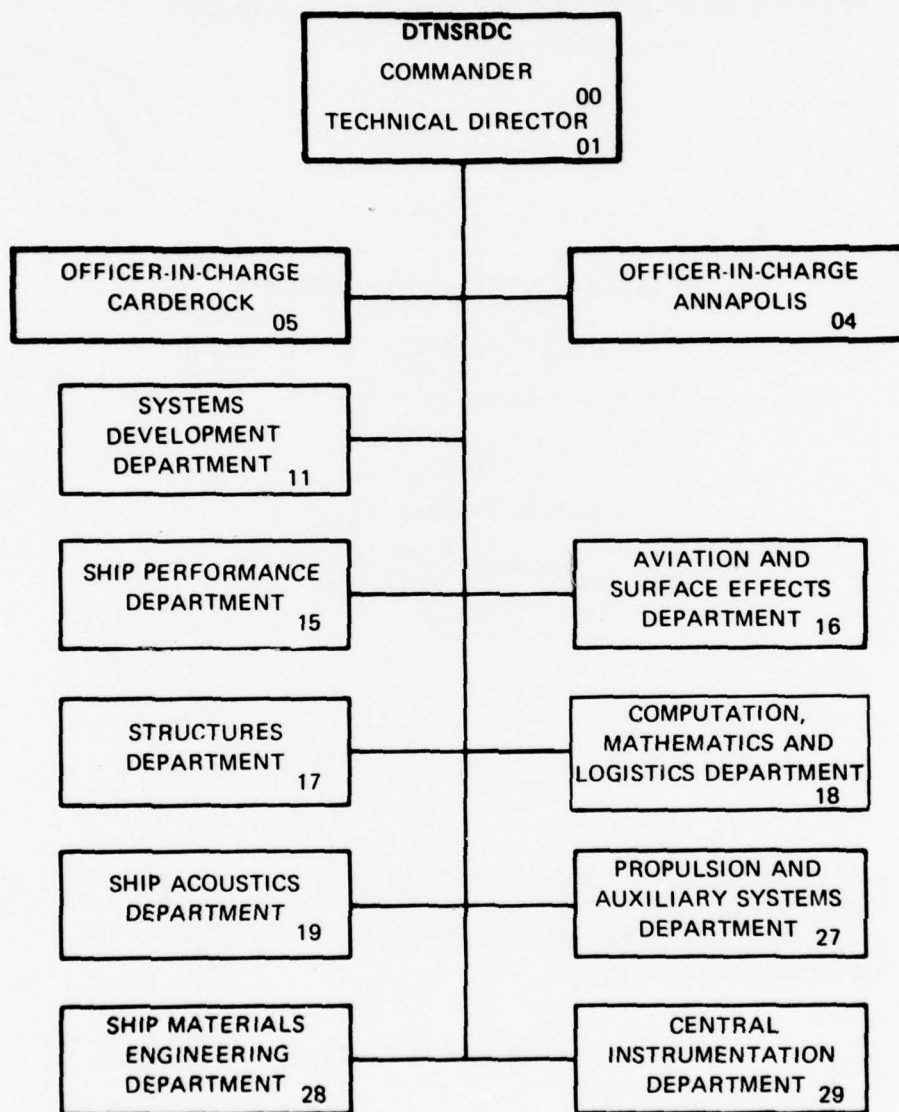 DTNSRDC
COMMANDER
00
TECHNICAL DIRECTOR
01
OFFICER-IN-CHARGE
CARDEROCK
05
OFFICER-IN-CHARGE
ANNAPOLIS
04
SYSTEMS
DEVELOPMENT
DEPARTMENT
11
SHIP PERFORMANCE
DEPARTMENT
15
AVIATION AND
SURFACE EFFECTS
DEPARTMENT
16
STRUCTURES
DEPARTMENT
17
COMPUTATION,
MATHEMATICS AND
LOGISTICS DEPARTMENT
18
SHIP ACOUSTICS
DEPARTMENT
19
PROPULSION AND
AUXILIARY SYSTEMS
DEPARTMENT
27
SHIP MATERIALS
ENGINEERING
DEPARTMENT
28
CENTRAL
INSTRUMENTATION
DEPARTMENT
29